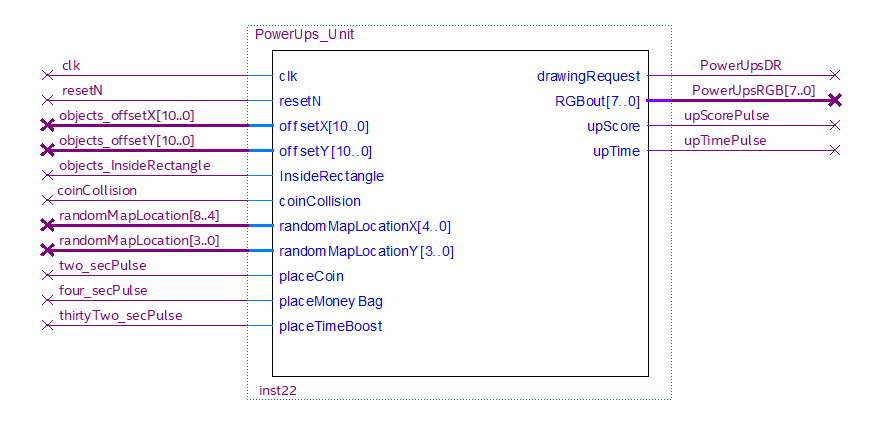 PowerUps_Unit
clk
clk
drawingRequest
PowerUpsDR
resetN
resetN
RGBout[7..0]
PowerUpsRGB[7..0]
objects_offsetX[10..0]
offsetX[10..0]
upScore
upScorePulse
objects_offsetY[10..0]
offsetY[10..0]
upTime
upTimePulse
objects_InsideRectangle
InsideRectangle
coinCollision
coinCollision
randomMapLocation[8..4]
randomMapLocationX[4..0]
randomMapLocation[3..0]
randomMapLocationY[3..0]
two_secPulse
placeCoin
four_secPulse
placeMoneyBag
thirtyTwo_secPulse
placeTimeBoost
inst22